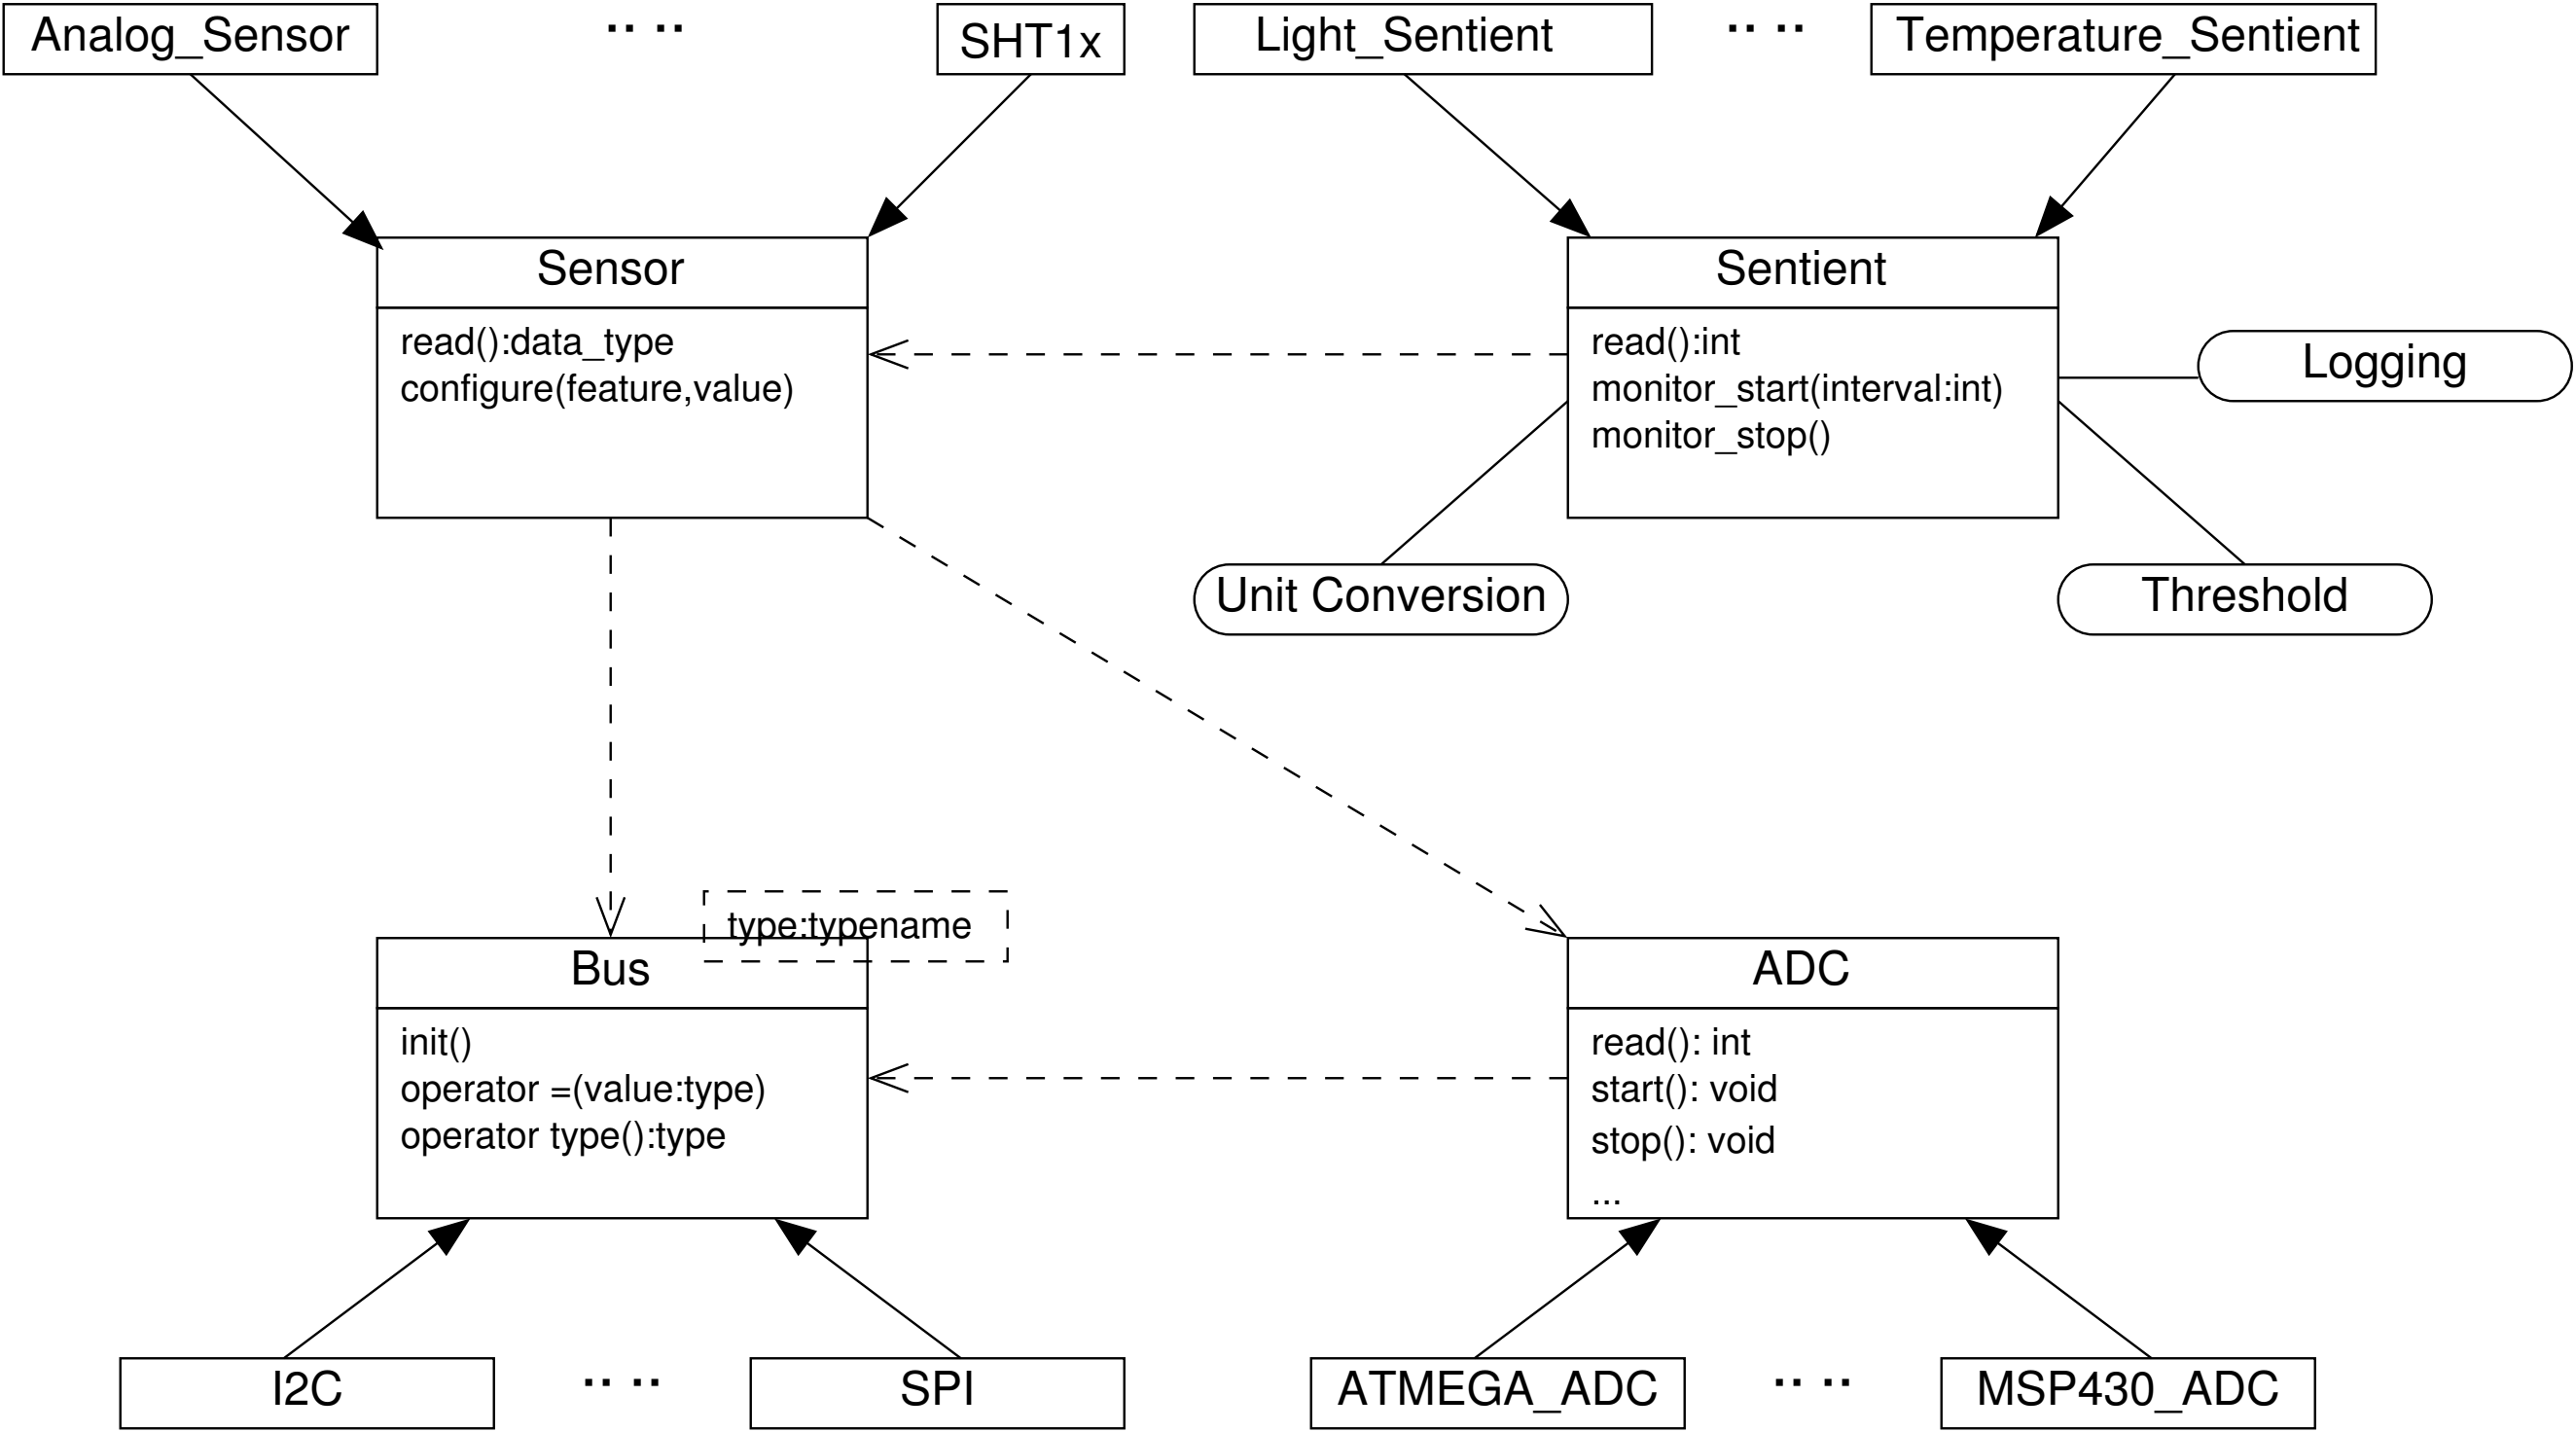 Analog_Sensor
.. ..
SHT1x
Light_Sentient
.. ..
Temperature_Sentient
Sensor
read():data_type
configure(feature,value)
Sentient
read():int
monitor_start(interval:int)
monitor_stop()
Logging
Unit Conversion
Threshold
type:typename
Bus
init()
operator =(value:type)
operator type():type
ADC
read(): int
start(): void
stop(): void
...
I2C
.. ..
SPI
ATMEGA_ADC
.. ..
MSP430_ADC